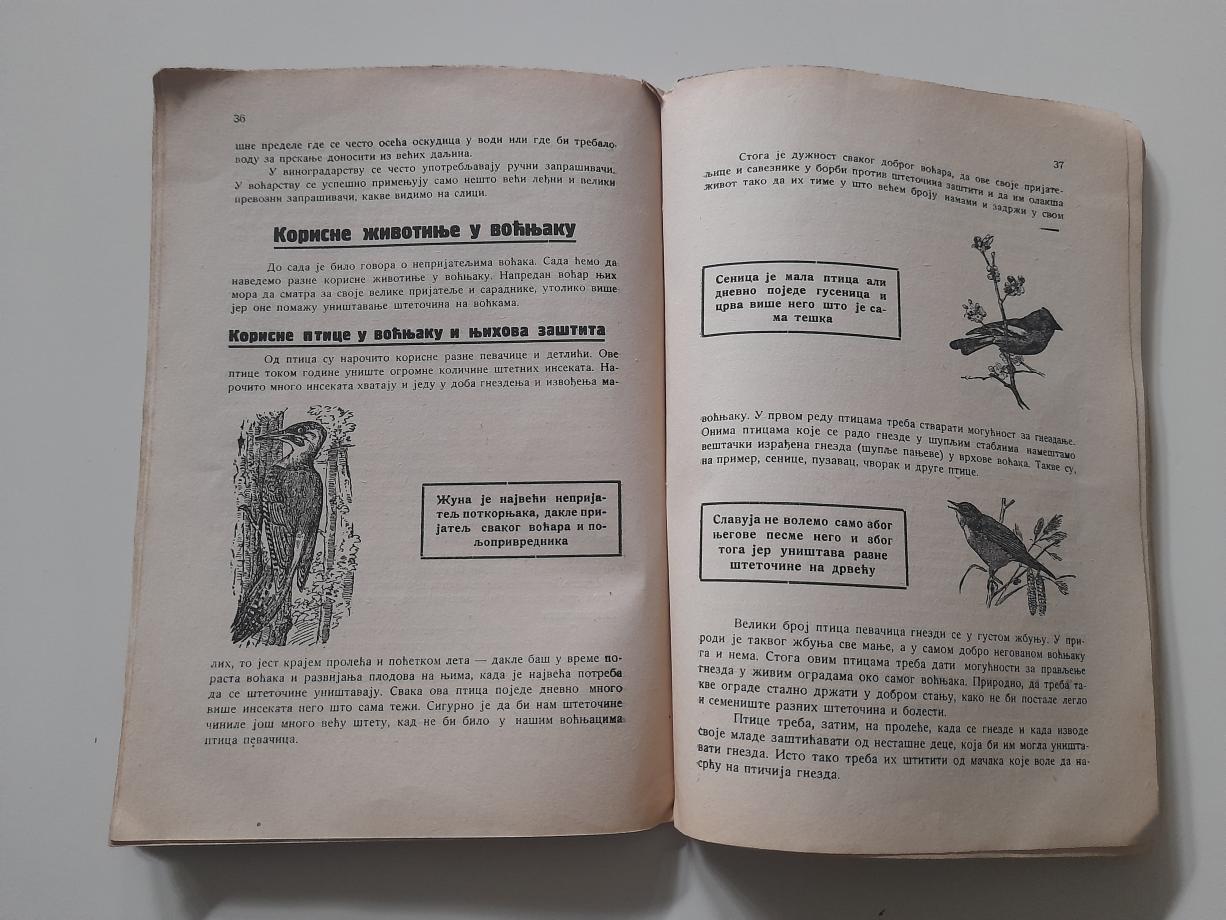 36
шне пределе где се често осећа оскудица у води или где би требало
воду за прскање доносити из већих даљина.
У виноградарству се често употребљавају ручни запрашивачи.
У воћарству се успешно примењују само нешто већи леђни и велики
превозни запрашивачи, какве видимо на слици.
Корисне животиње у воћњаку
До сада је било говора о непријатељима воћака. Сада ћемо да
наведемо разне корисне животиње у воћњаку. Напредан воћар њих
мора да сматра за своје велике пријатеље и сараднике, утолико више
јер оне помажу уништавање штеточина на воћкама.
Корисне птице у воћњаку и њихова заштита
Од птица су нарочито корисне разне певачице и детлићи. Ове
птице током године униште огромне количине штетних инсеката. На-
рочито много инсеката хватају и једу у доба гнездења и извођења ма-
Жуна је највећи непријa-
тељ поткорњака, дакле при-
јатељ сваког воћара и по-
љопривредника
лих, то јест крајем пролећа и поћетком лета — дакле баш у време по-
раста воћака и развијања плодова на њима, када је највећа потреба
да се штеточине уништавају. Свака ова птица поједе дневно много
више инсеката него што сама тежи. Сигурно је да би нам штеточине
чиниле још много већу штету, кад не би било у нашим воћњацима
птица певачица.
37
Стога је дужност сваког доброг воћара, да ове своје пријате-
љице и савезнике у борби против штеточина заштити и да им олакша
живот тако да их тиме у што већем броју намами и задржи у свом
Сеница је мала птица али
дневно поједе гусеница и
црва више него што је са-
ма тешка
воћњаку. У првом реду птицама треба стварати могућност за гнездање.
Онима птицама које се радо гнезде у шупљим стаблима намештамо
вештачки израђена гнезда (шупље пањеве) у врхове воћака. Такве су,
на пример, сенице, пузавац, чворак и друге птице.
Славуја не волемо само због
његове песме него и због
тога јер уништава разне
штеточине на дрвећу
Велики број птица певачица гнезди се у густом жбуњу. У при-
роди је таквог жбуња све мање, а у самом добро негованом воћњаку
га и нема. Стога овим птицама треба дати могућности за прављење
гнезда у живим оградама око самог воћњака. Природно, да треба та-
кве ограде стално држати у добром стању, како не би постале легло
и семениште разних штеточина и болести.
Птице треба, затим, на пролеће, када се гнезде и када изводе
своје младе заштићавати од несташне деце, која би им могла уништа-
вати гнезда. Исто тако треба их штитити од мачака које воле да на-
срћу на птичија гнезда.